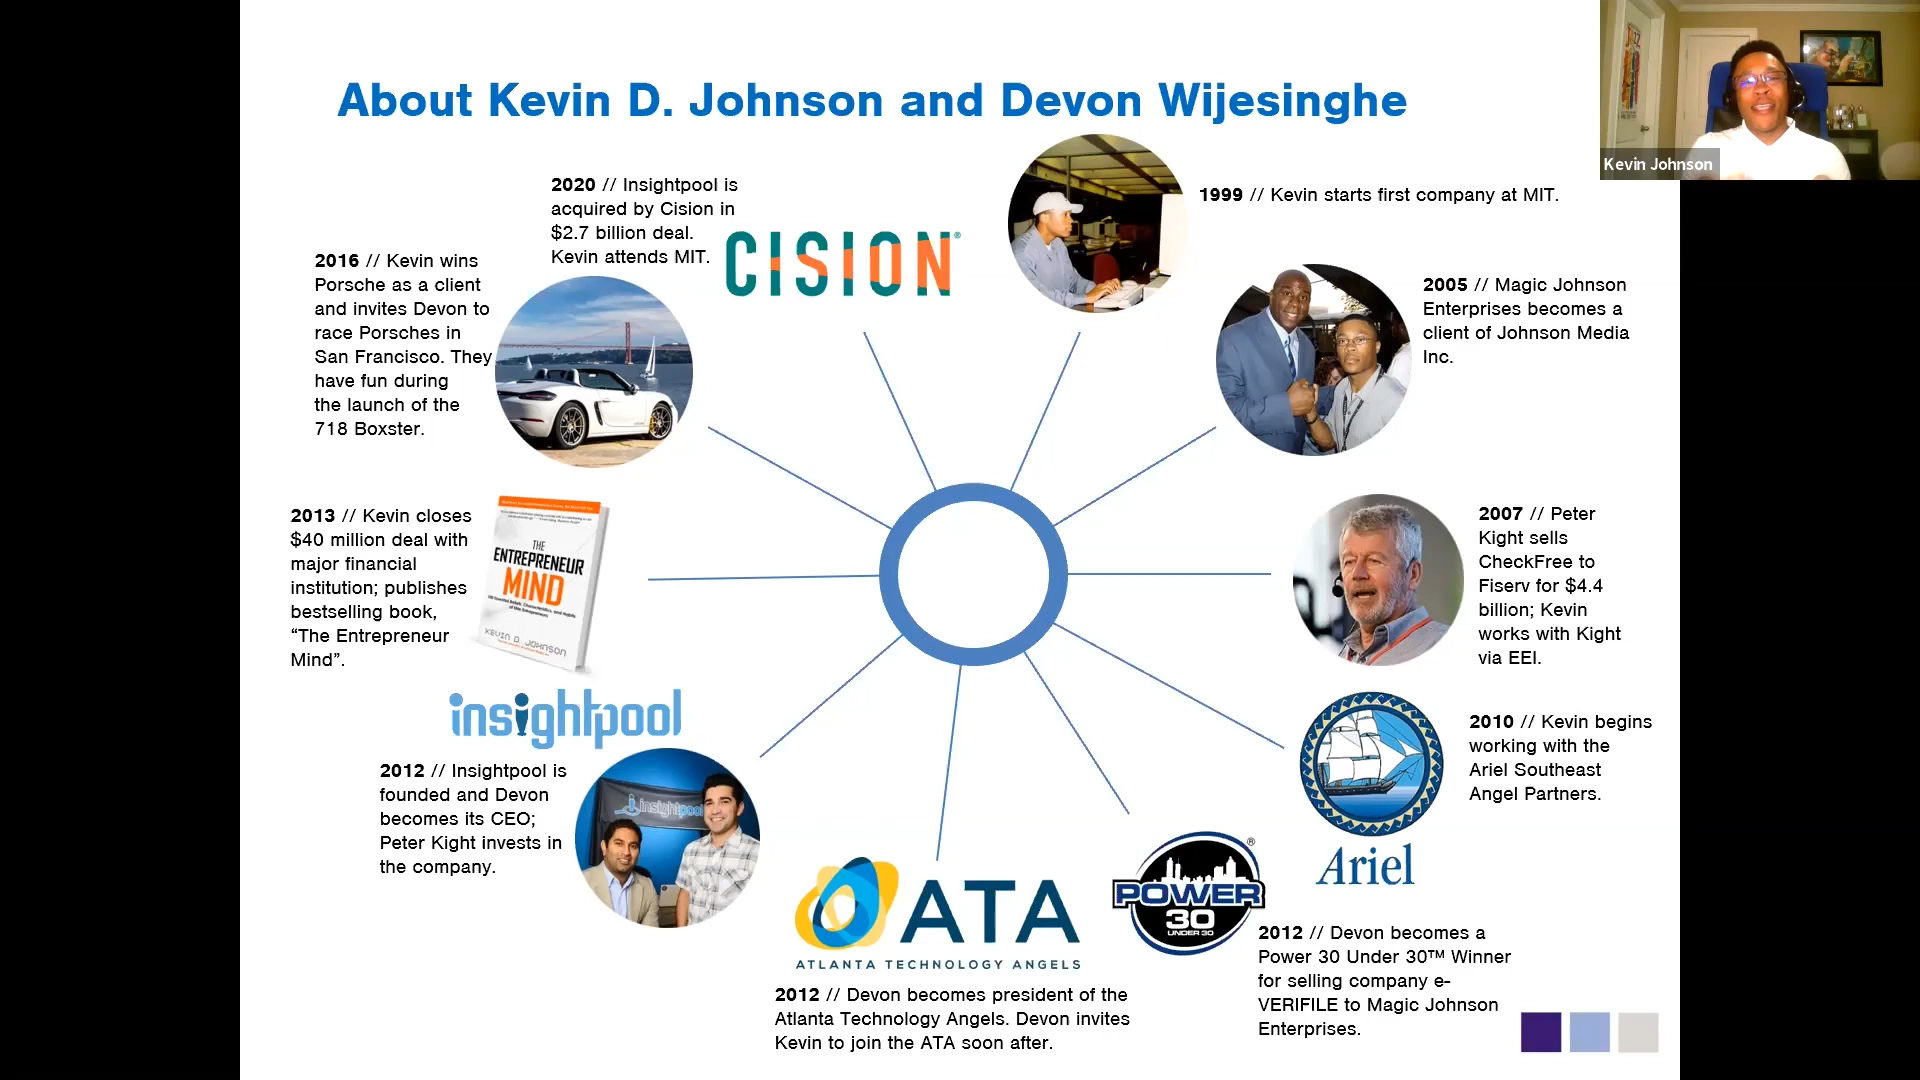 About Kevin D. Johnson and Devon Wijesinghe
Kevin Johnson
1999 // Kevin starts first company at MIT.
2005 // Magic Johnson
Enterprises becomes a
client of Johnson Media
Inc.
2007 // Peter
Kight sells
CheckFree to
Fiserv for $4.4
billion; Kevin
works with Kight
via EEI.
2010 // Kevin begins
working with the
Ariel Southeast
Angel Partners.
Ariel
POWER
30
UNDER 30
®
2012 // Devon becomes a
Power 30 Under 30™ Winner
for selling company e-
VERIFILE to Magic Johnson
Enterprises.
ATA
ATLANTA TECHNOLOGY ANGELS
2012 // Devon becomes president of the
Atlanta Technology Angels. Devon invites
Kevin to join the ATA soon after.
insightpool
insightpool
2012 // Insightpool is
founded and Devon
becomes its CEO;
Peter Kight invests in
the company.
2013 // Kevin closes
$40 million deal with
major financial
institution; publishes
bestselling book,
“The Entrepreneur
Mind”.
THE
ENTREPRENEUR
MIND
KEVIN D. JOHNSON
2016 // Kevin wins
Porsche as a client
and invites Devon to
race Porsches in
San Francisco. They
have fun during
the launch of the
718 Boxster.
2020 // Insightpool is
acquired by Cision in
$2.7 billion deal.
Kevin attends MIT.
CISION®